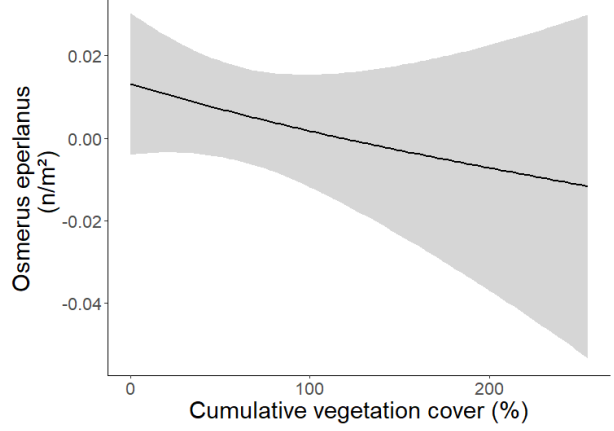 Osmerus eperlanus
(n/m²)
0.02
0.00
-0.02
-0.04
0
100
200
Cumulative vegetation cover (%)